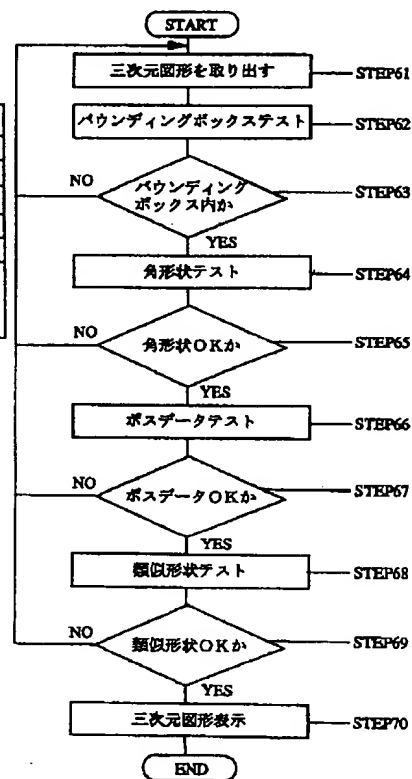 START
三次元図形を取り出す
STEP61
バウンディングボックステスト
STEP62
NO
バウンディング
ボックス内か
STEP63
YES
角形状テスト
STEP64
NO
角形状OKか
STEP65
YES
ボスデータテスト
STEP66
NO
ボスデータOKか
STEP67
YES
類似形状テスト
STEP68
NO
類似形状OKか
STEP69
YES
三次元図形表示
STEP70
END